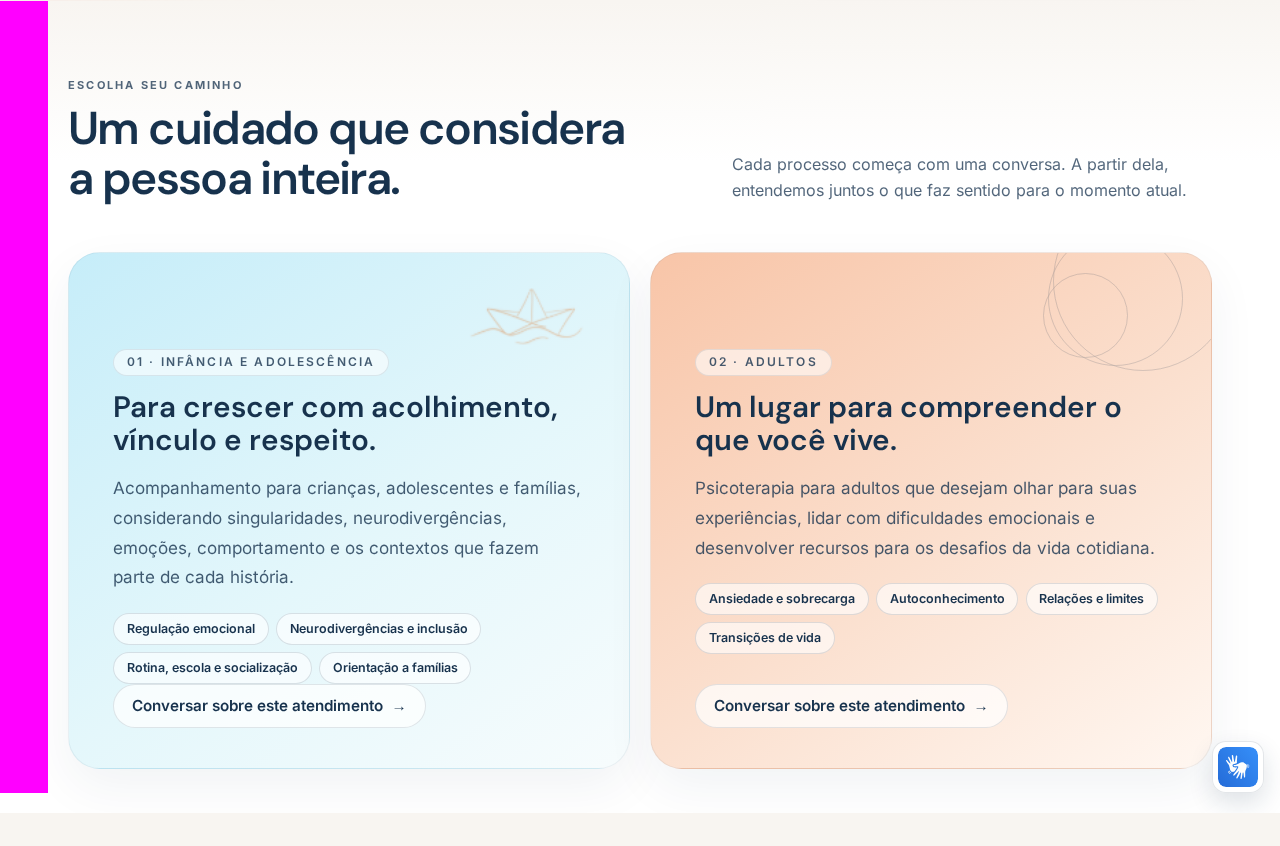 ESCOLHA SEU CAMINHO
Um cuidado que considera
a pessoa inteira.
Cada processo começa com uma conversa. A partir dela,
entendemos juntos o que faz sentido para o momento atual.
01 · INFÂNCIA E ADOLESCÊNCIA
Para crescer com acolhimento,
vínculo e respeito.
Acompanhamento para crianças, adolescentes e famílias,
considerando singularidades, neurodivergências,
emoções, comportamento e os contextos que fazem
parte de cada história.
Regulação emocional
Neurodivergências e inclusão
Rotina, escola e socialização
Orientação a famílias
Conversar sobre este atendimento →
02 · ADULTOS
Um lugar para compreender o
que você vive.
Psicoterapia para adultos que desejam olhar para suas
experiências, lidar com dificuldades emocionais e
desenvolver recursos para os desafios da vida cotidiana.
Ansiedade e sobrecarga
Autoconhecimento
Relações e limites
Transições de vida
Conversar sobre este atendimento →